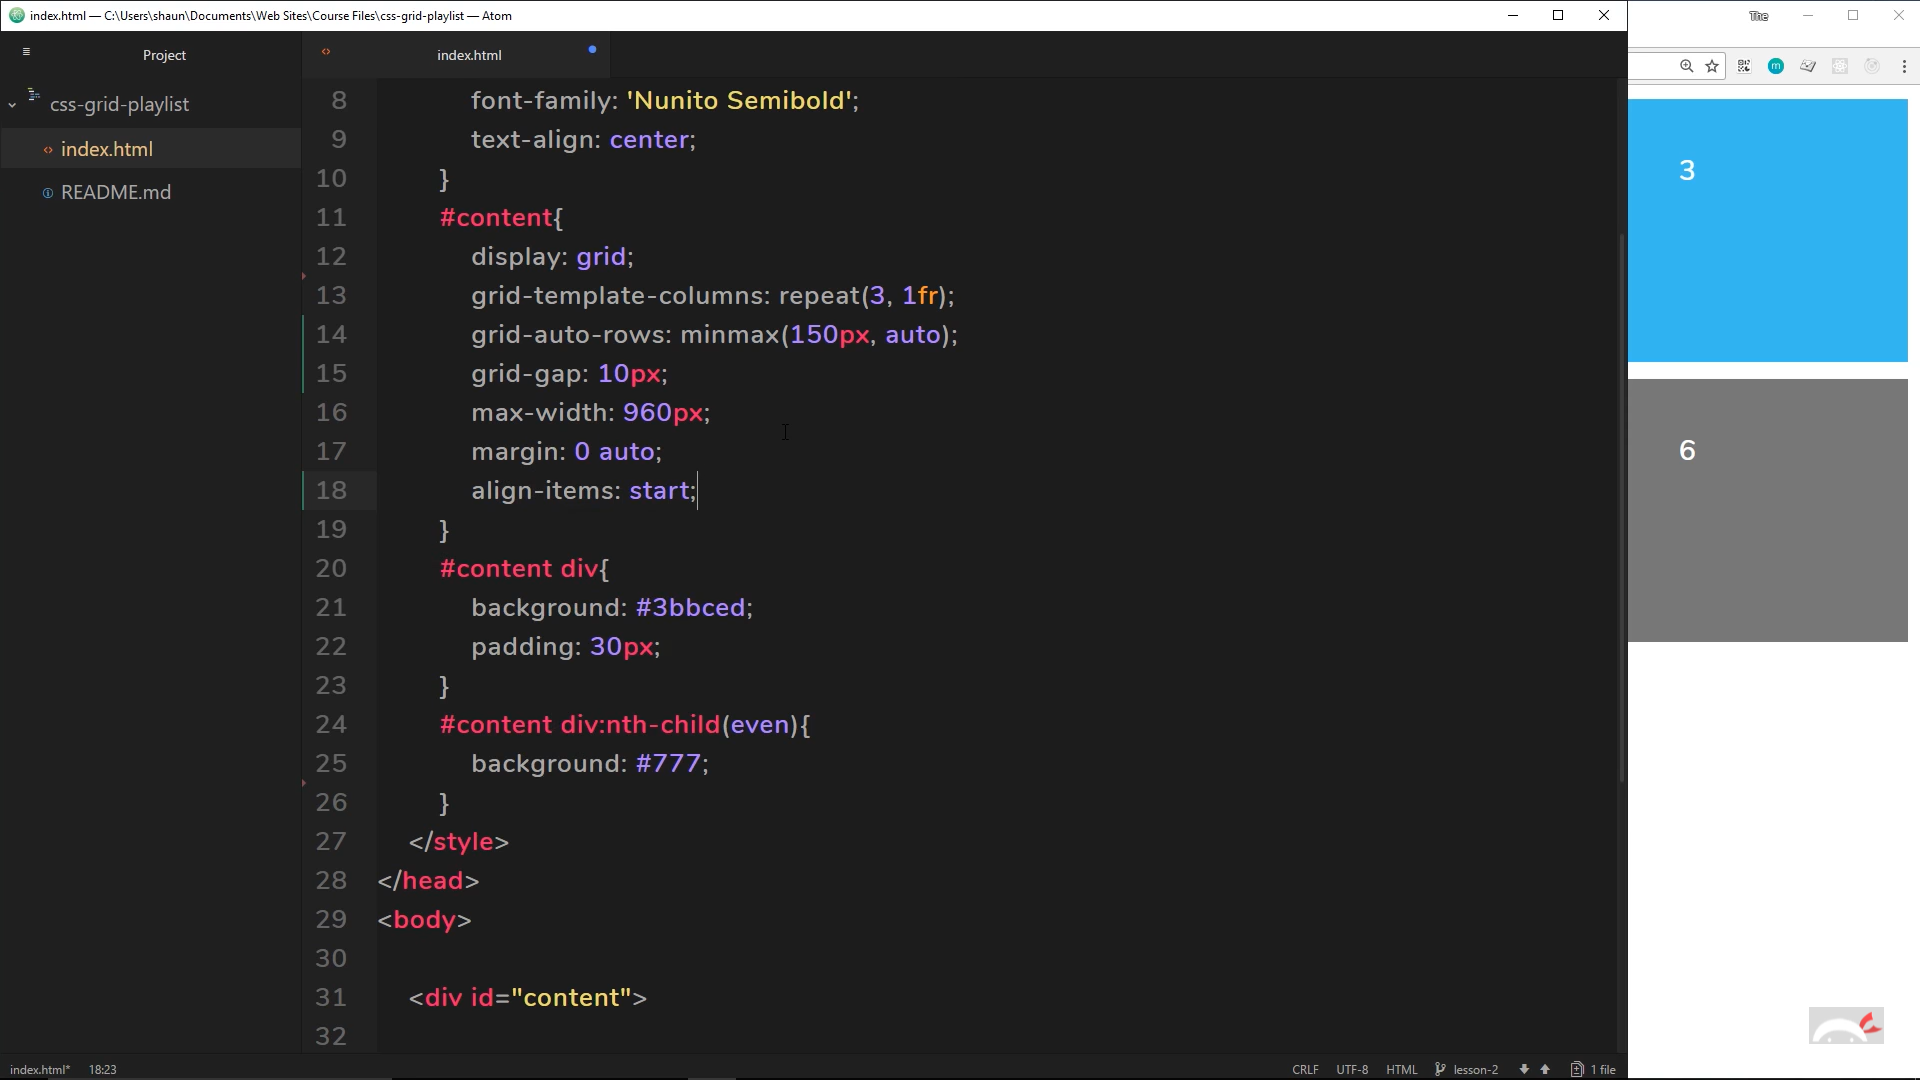 index.html — C:\Users\shaun\Documents\Web Sites\Course Files\css-grid-playlist — Atom
The
Project
index.html
css-grid-playlist
index.html
README.md
8 font-family: 'Nunito Semibold';
9 text-align: center;
10 }
11 #content{
12 display: grid;
13 grid-template-columns: repeat(3, 1fr);
14 grid-auto-rows: minmax(150px, auto);
15 grid-gap: 10px;
16 max-width: 960px;
17 margin: 0 auto;
18 align-items: start;
19 }
20 #content div{
21 background: #3bbced;
22 padding: 30px;
23 }
24 #content div:nth-child(even){
25 background: #777;
26 }
27 </style>
28 </head>
29 <body>
30
31 <div id="content">
32
m
3
6
index.html* 18:23
CRLF UTF-8 HTML lesson-2 1 file